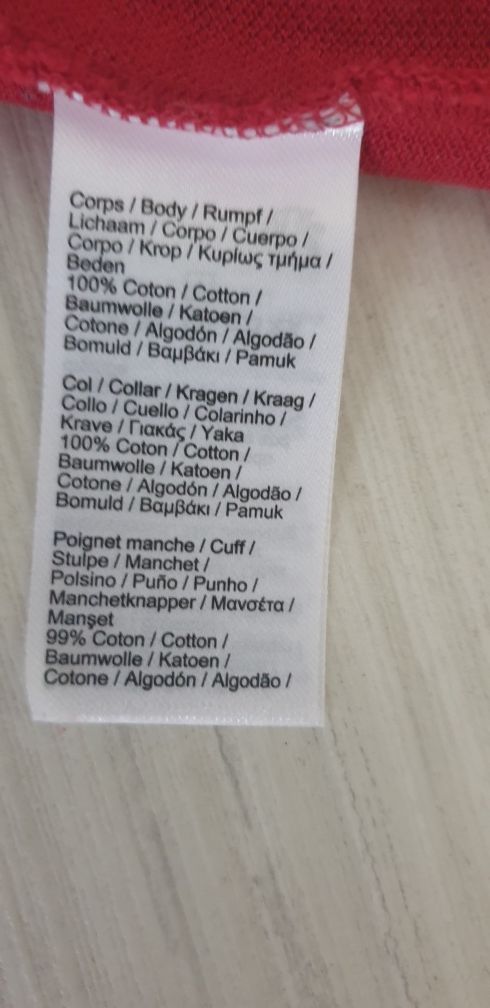 Corps / Body / Rumpf /
Lichaam / Corpo / Cuerpo /
Corpo / Krop / Κυρίως τμήμα /
Beden
100% Coton / Cotton /
Baumwolle / Katoen /
Cotone / Algodón / Algodão /
Bomuld / Βαμβάκι / Pamuk
Col / Collar / Kragen / Kraag /
Collo / Cuello / Colarinho /
Krave / Γιακάς / Yaka
100% Coton / Cotton /
Baumwolle / Katoen /
Cotone / Algodón / Algodão /
Bomuld / Βαμβάκι / Pamuk
Poignet manche / Cuff /
Stulpe / Manchet /
Polsino / Puño / Punho /
Manchetknapper / Μανσέτα /
Manşet
99% Coton / Cotton /
Baumwolle / Katoen /
Cotone / Algodón / Algodão /